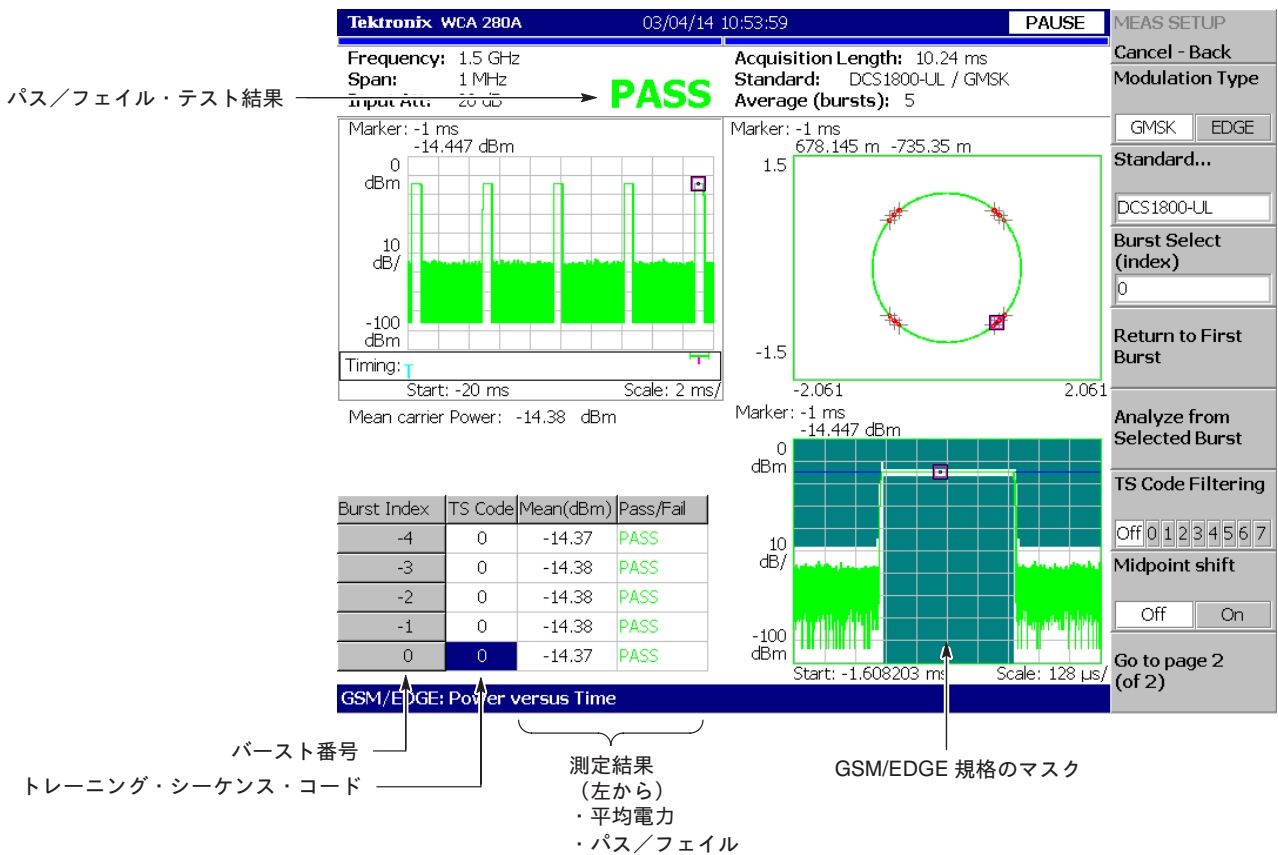 Tektronix WCA 280A 03/04/14 10:53:59 PAUSE
Frequency: 1.5 GHz
Span: 1 MHz
Input Att: 20 dB
PASS
Acquisition Length: 10.24 ms
Standard: DCS1800-UL / GMSK
Average (bursts): 5
パス／フェイル・テスト結果
Marker: -1 ms
-14.447 dBm
0
dBm
10
dB/
-100
dBm
Timing:
Start: -20 ms Scale: 2 ms/
Marker: -1 ms
678.145 m -735.35 m
1.5
-1.5
-2.061 2.061
Mean carrier Power: -14.38 dBm
Marker: -1 ms
-14.447 dBm
0
dBm
10
dB/
-100
dBm
Start: -1.608203 ms Scale: 128 µs/
Burst Index TS Code Mean(dBm) Pass/Fail
-4 0 -14.37 PASS
-3 0 -14.38 PASS
-2 0 -14.38 PASS
-1 0 -14.38 PASS
0 0 -14.37 PASS
GSM/EDGE: Power versus Time
MEAS SETUP
Cancel - Back
Modulation Type
GMSK EDGE
Standard...
DCS1800-UL
Burst Select
(index)
0
Return to First
Burst
Analyze from
Selected Burst
TS Code Filtering
Off 0 1 2 3 4 5 6 7
Midpoint shift
Off On
Go to page 2
(of 2)
バースト番号
トレーニング・シーケンス・コード
測定結果
（左から）
・平均電力
・パス／フェイル
GSM/EDGE 規格のマスク